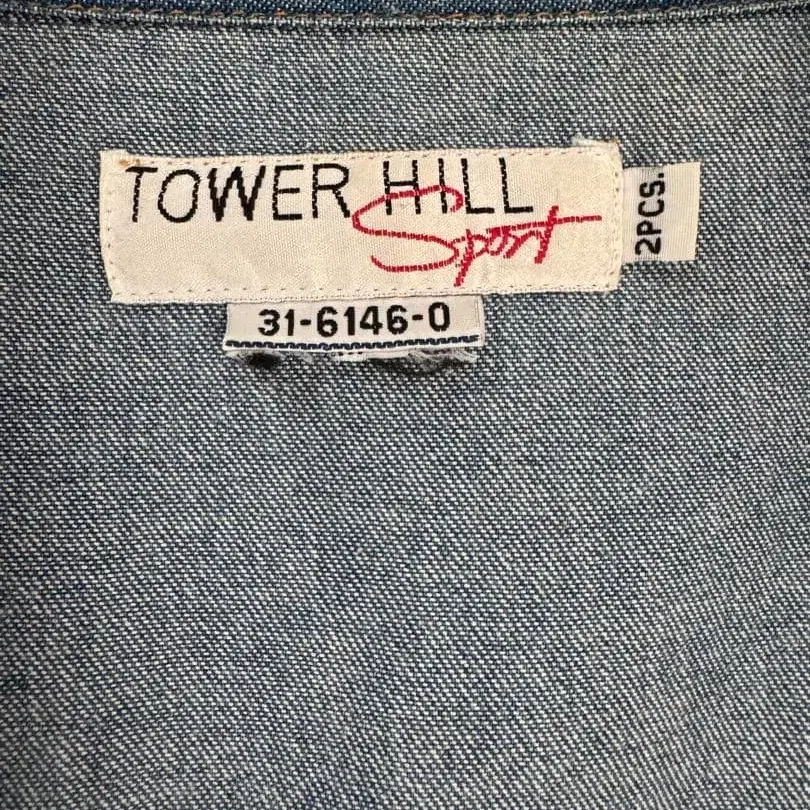 TOWER HILL
Sport
2PCS.
31-6146-0